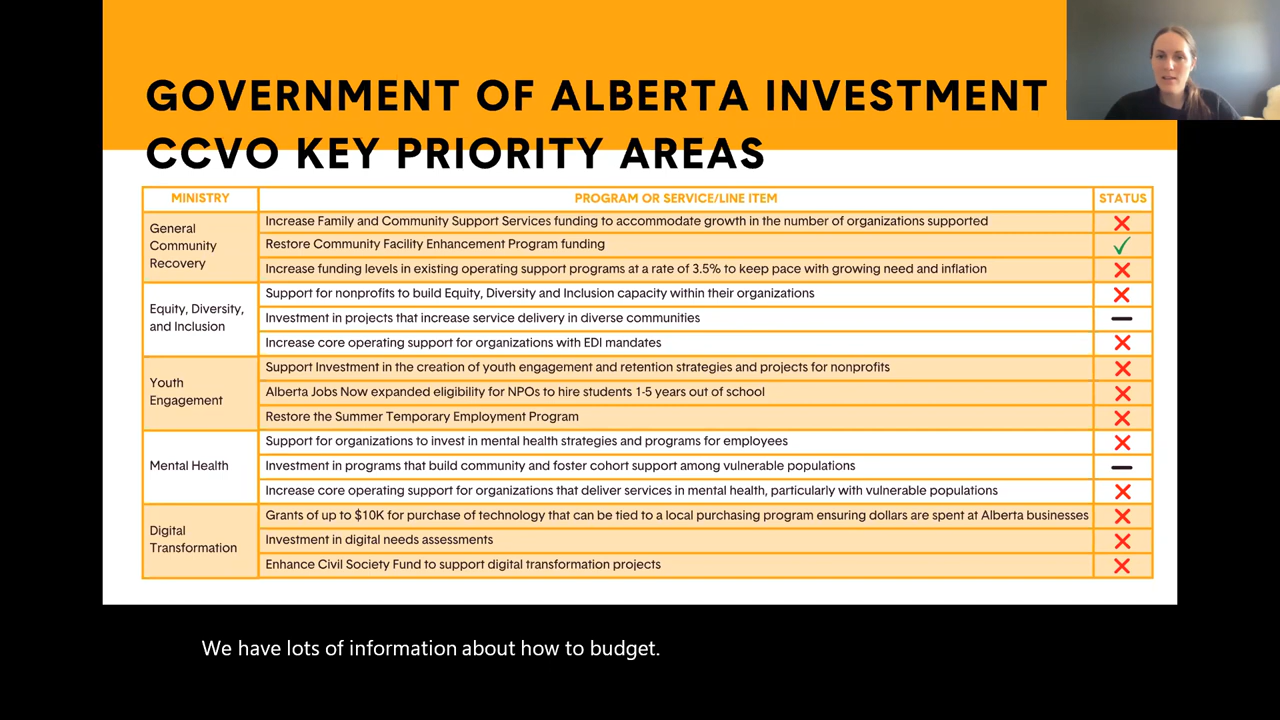 GOVERNMENT OF ALBERTA INVESTMENT
CCVO KEY PRIORITY AREAS
MINISTRY
PROGRAM OR SERVICE/LINE ITEM
STATUS
General
Community
Recovery
Increase Family and Community Support Services funding to accommodate growth in the number of organizations supported
Restore Community Facility Enhancement Program funding
Increase funding levels in existing operating support programs at a rate of 3.5% to keep pace with growing need and inflation
Equity, Diversity,
and Inclusion
Support for nonprofits to build Equity, Diversity and Inclusion capacity within their organizations
Investment in projects that increase service delivery in diverse communities
Increase core operating support for organizations with EDI mandates
Youth
Engagement
Support Investment in the creation of youth engagement and retention strategies and projects for nonprofits
Alberta Jobs Now expanded eligibility for NPOs to hire students 1-5 years out of school
Restore the Summer Temporary Employment Program
Mental Health
Support for organizations to invest in mental health strategies and programs for employees
Investment in programs that build community and foster cohort support among vulnerable populations
Increase core operating support for organizations that deliver services in mental health, particularly with vulnerable populations
Digital
Transformation
Grants of up to $10K for purchase of technology that can be tied to a local purchasing program ensuring dollars are spent at Alberta businesses
Investment in digital needs assessments
Enhance Civil Society Fund to support digital transformation projects
We have lots of information about how to budget.